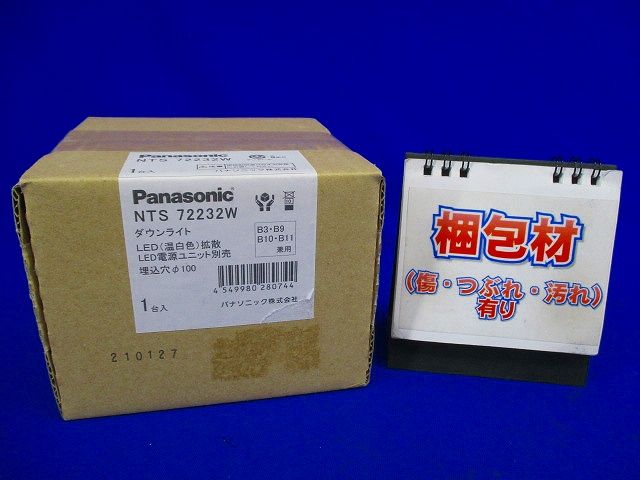 Panasonic
NTS 72232W
1台入
Panasonic
NTS 72232W
ダウンライト
LED(温白色)拡散
LED電源ユニット別売
埋込穴φ100
B3・B9
B10・B11
兼用
4 549980 280744
1台入
パナソニック株式会社
210127
梱包材
(傷・つぶれ・汚れ)
有り